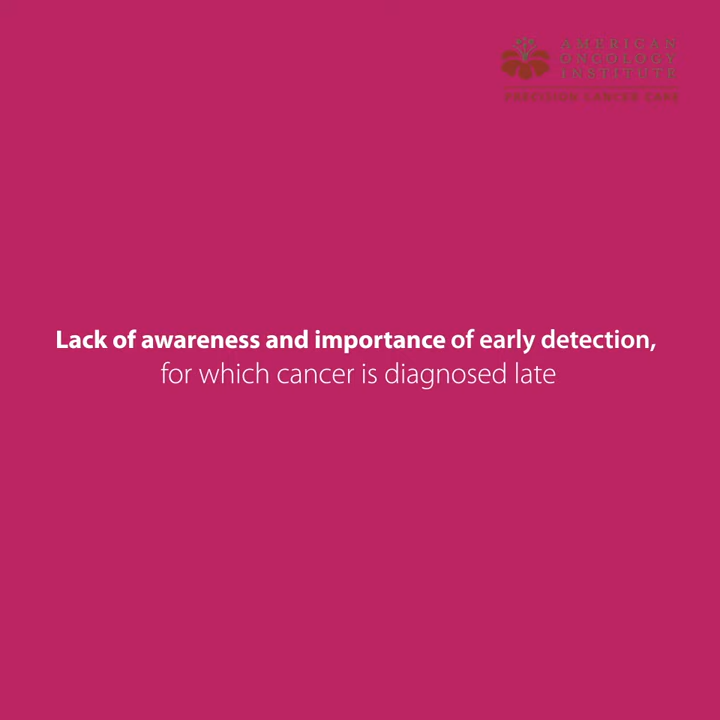 AMERICAN
ONCOLOGY
INSTITUTE
PRECISION CANCER CARE
Lack of awareness and importance of early detection,
for which cancer is diagnosed late